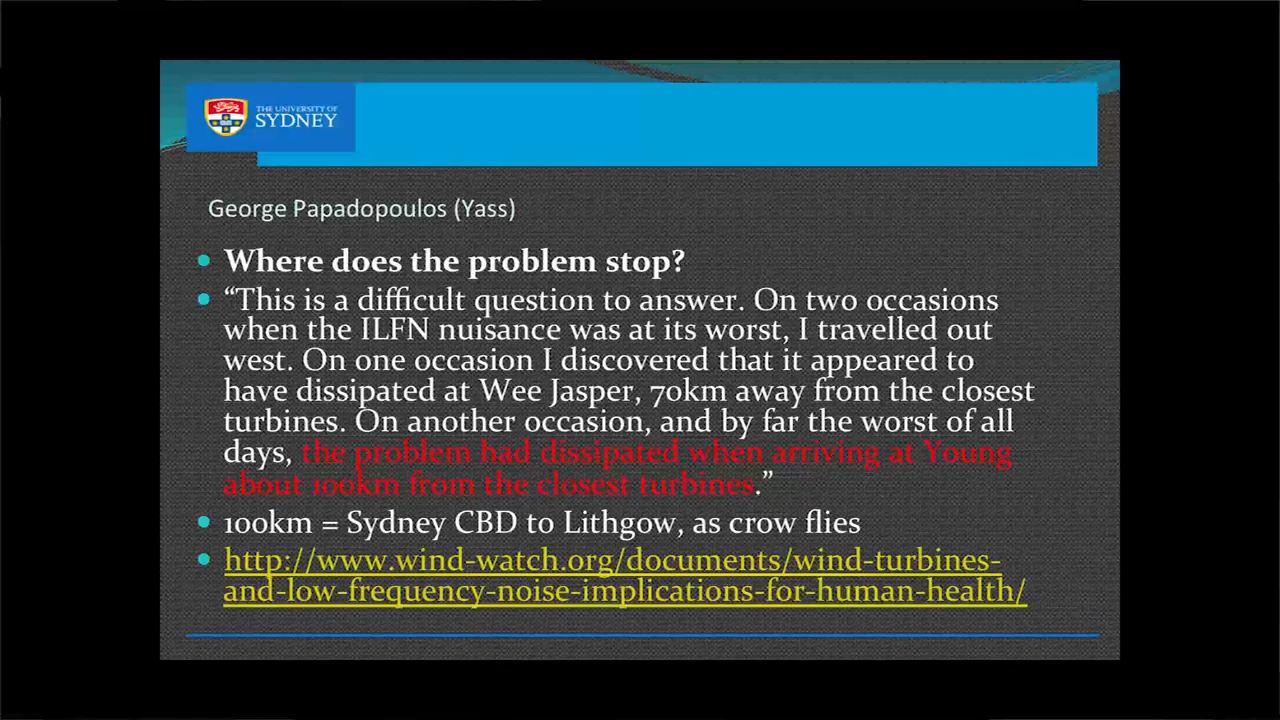 THE UNIVERSITY OF
SYDNEY
George Papadopoulos (Yass)
• Where does the problem stop?
• “This is a difficult question to answer. On two occasions
when the ILFN nuisance was at its worst, I travelled out
west. On one occasion I discovered that it appeared to
have dissipated at Wee Jasper, 70km away from the closest
turbines. On another occasion, and by far the worst of all
days, the problem had dissipated when arriving at Young
about 100km from the closest turbines.”
• 100km = Sydney CBD to Lithgow, as crow flies
• http://www.wind-watch.org/documents/wind-turbines-
and-low-frequency-noise-implications-for-human-health/